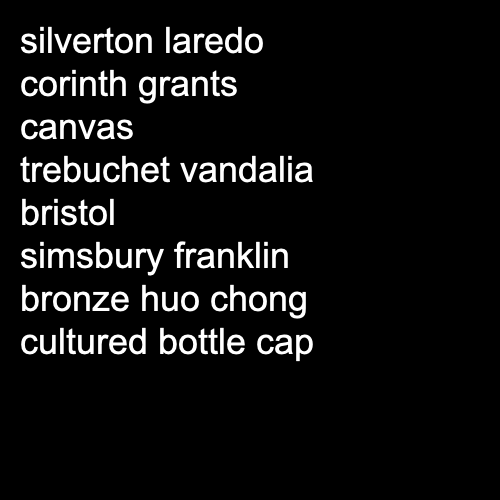 silverton laredo
corinth grants
canvas
trebuchet vandalia
bristol
simsbury franklin
bronze huo chong
cultured bottle cap